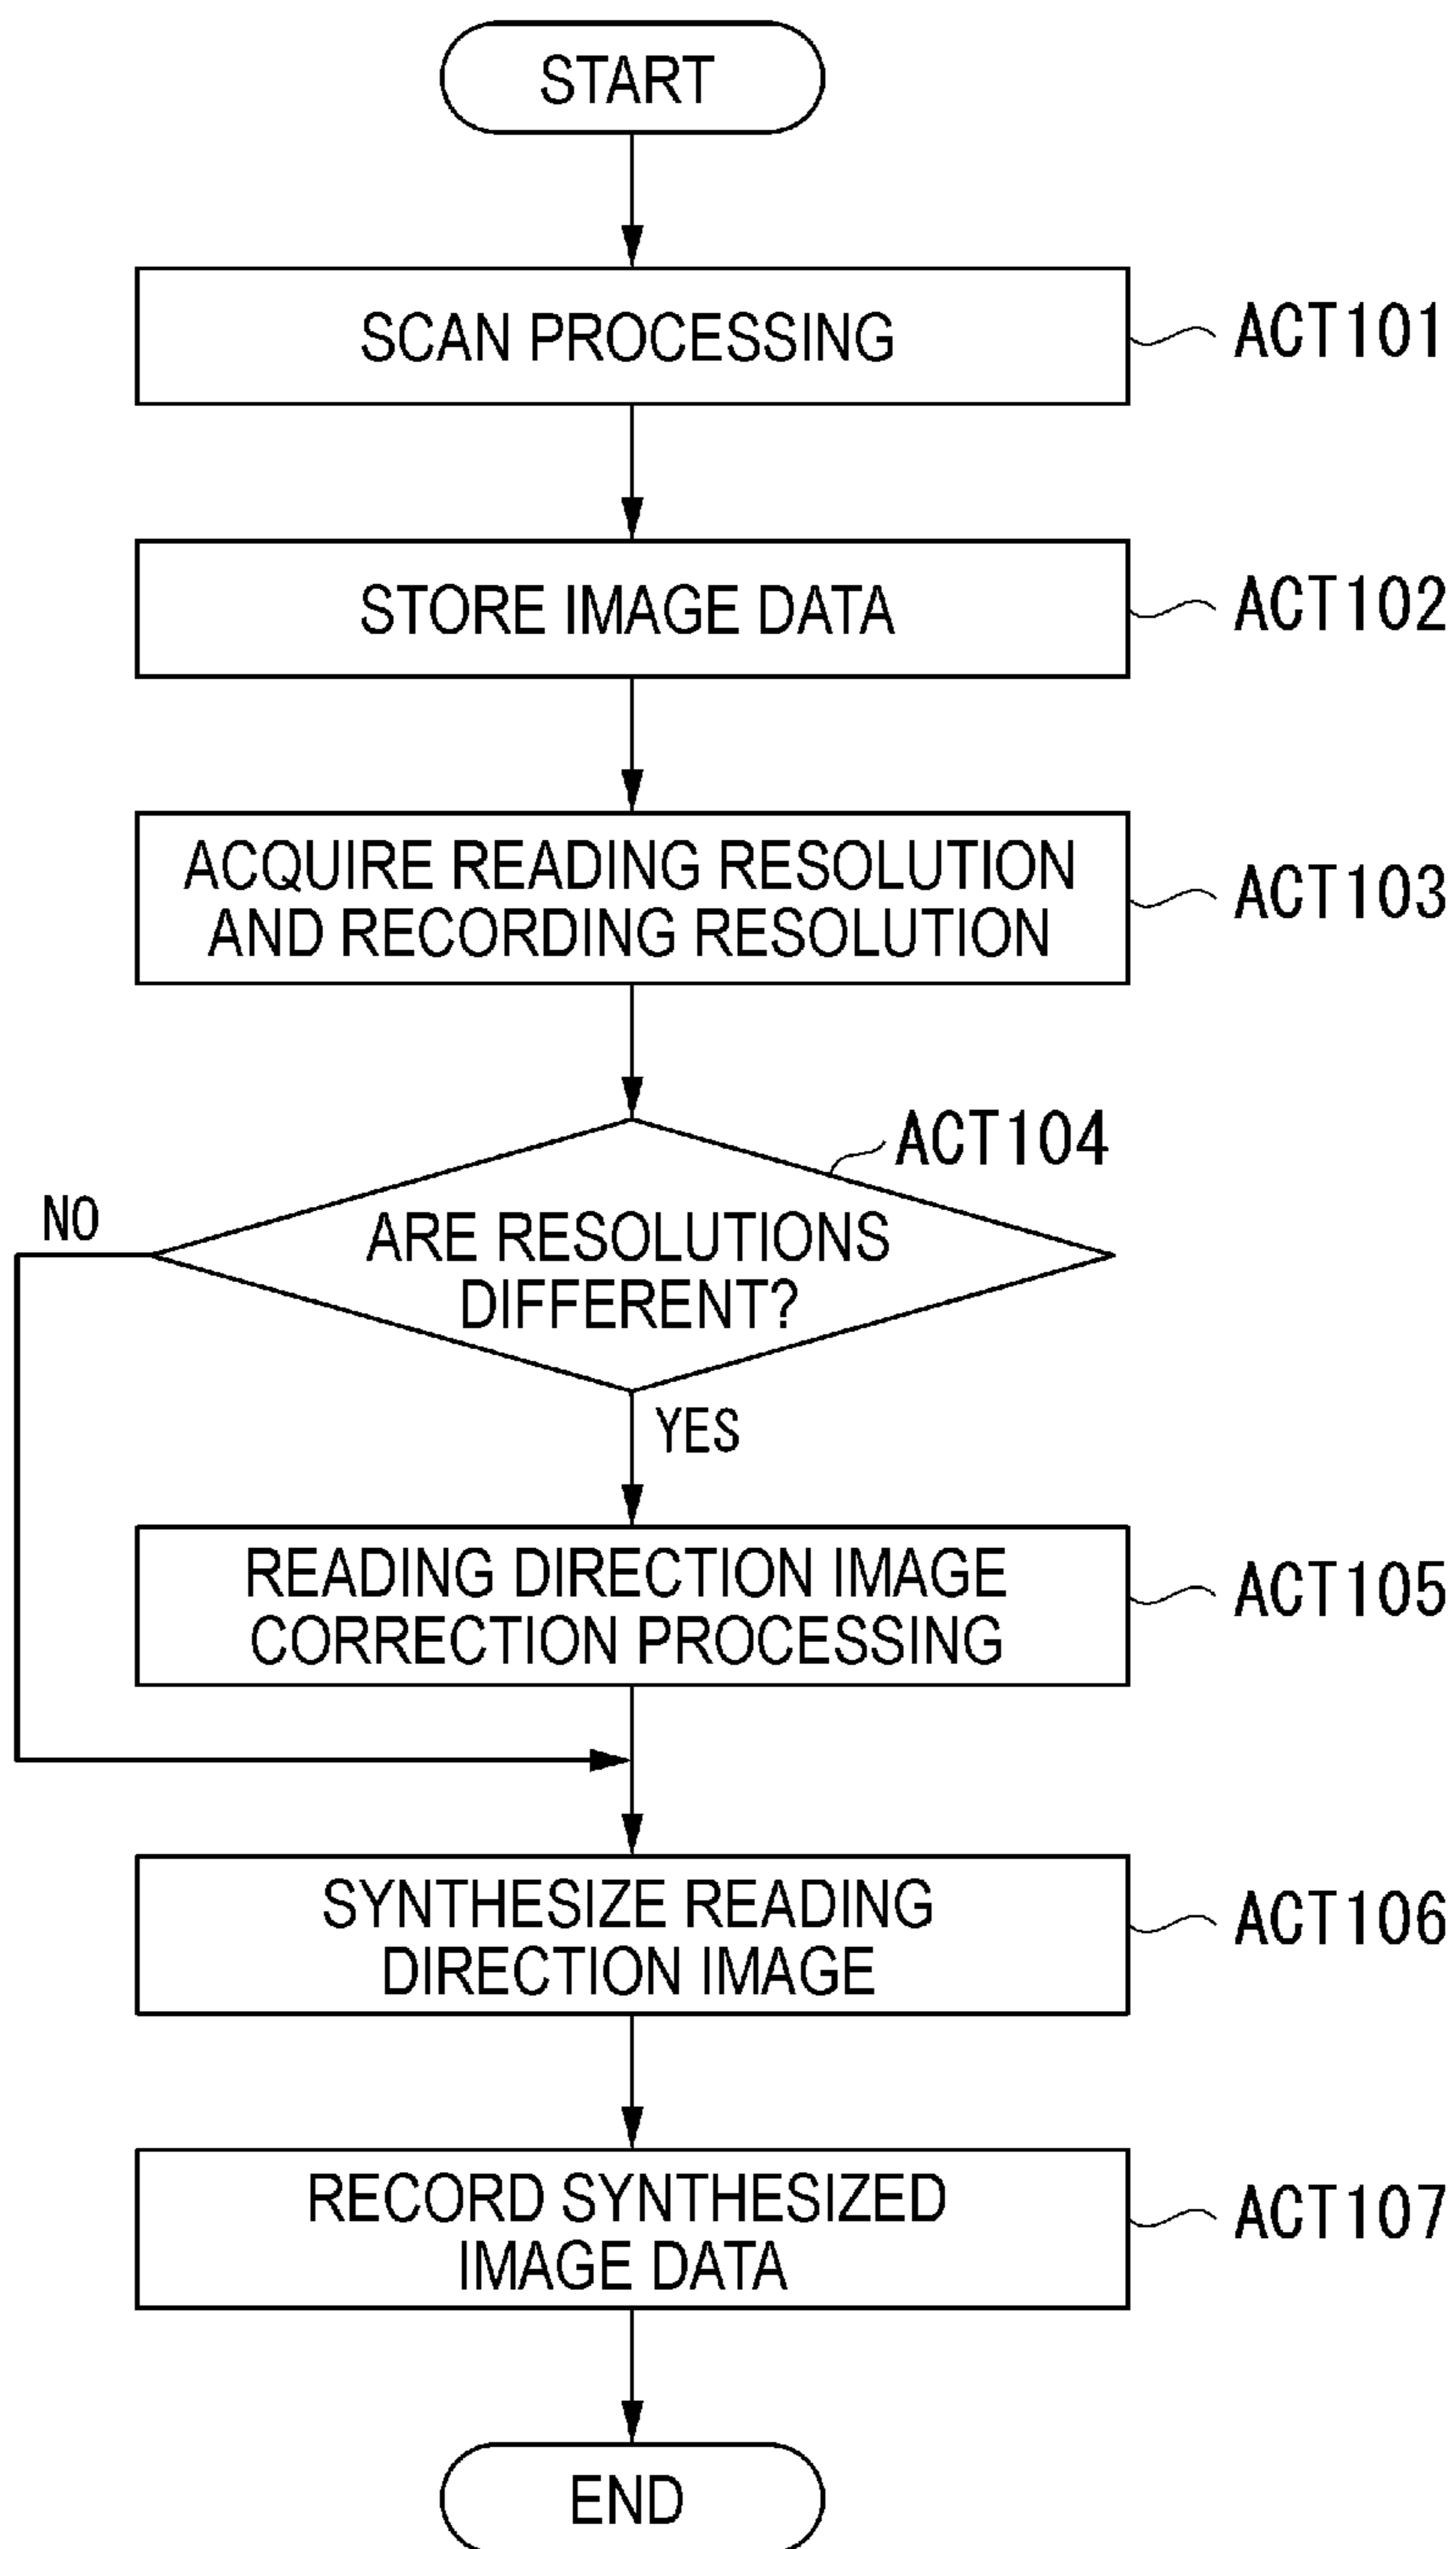 START
SCAN PROCESSING
ACT101
STORE IMAGE DATA
ACT102
ACQUIRE READING RESOLUTION
AND RECORDING RESOLUTION
ACT103
ACT104
NO
ARE RESOLUTIONS
DIFFERENT?
YES
READING DIRECTION IMAGE
CORRECTION PROCESSING
ACT105
SYNTHESIZE READING
DIRECTION IMAGE
ACT106
RECORD SYNTHESIZED
IMAGE DATA
ACT107
END